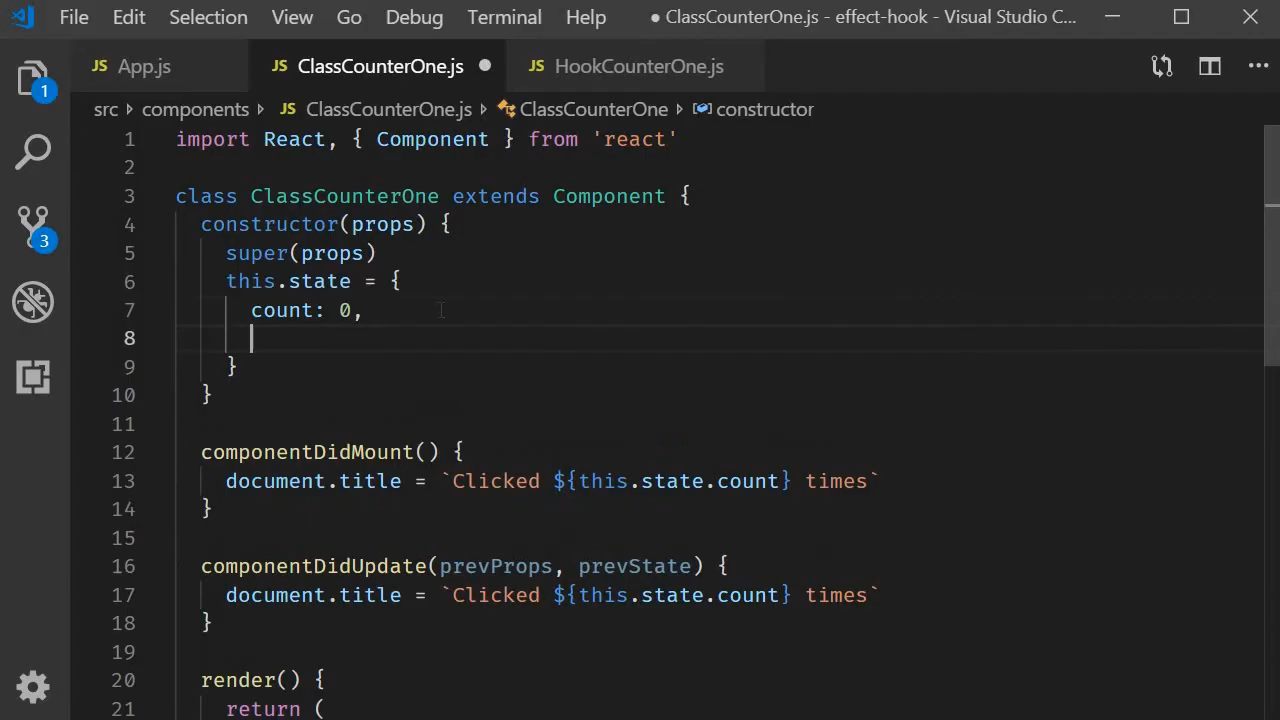 File Edit Selection View Go Debug Terminal Help ● ClassCounterOne.js - effect-hook - Visual Studio C...
JS App.js JS ClassCounterOne.js ● JS HookCounterOne.js
src › components › JS ClassCounterOne.js › ClassCounterOne › constructor
1 import React, { Component } from 'react'
2
3 class ClassCounterOne extends Component {
4 constructor(props) {
5 super(props)
6 this.state = {
7 count: 0,
8
9 }
10 }
11
12 componentDidMount() {
13 document.title = `Clicked ${this.state.count} times`
14 }
15
16 componentDidUpdate(prevProps, prevState) {
17 document.title = `Clicked ${this.state.count} times`
18 }
19
20 render() {
21 return (
1
3